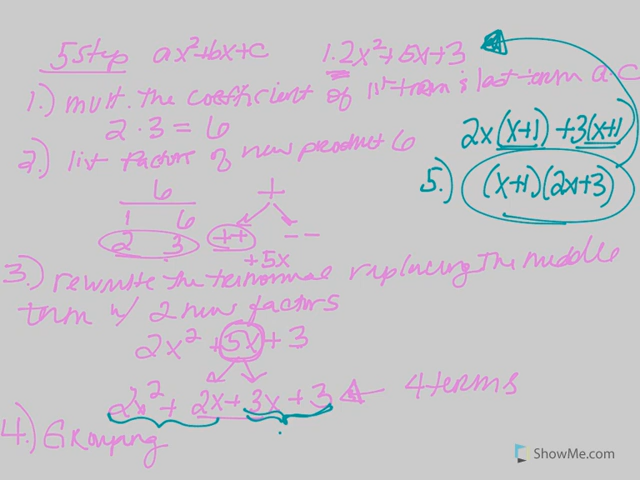 5 Step ax²+bx+c 1. 2x²+5x+3
1.) mult. the coefficient of 1st term & last term a·c
2·3=6
2.) list factors of new product 6
6 +
1 6
2 3 ++ --
+5x
3.) rewrite the replacing the middle
term w/ 2 new factors
2x²+5x+3
2x²+2x+3x+3 4 terms
4.) Grouping
2x(x+1)+3(x+1)
5.) (x+1)(2x+3)
ShowMe.com